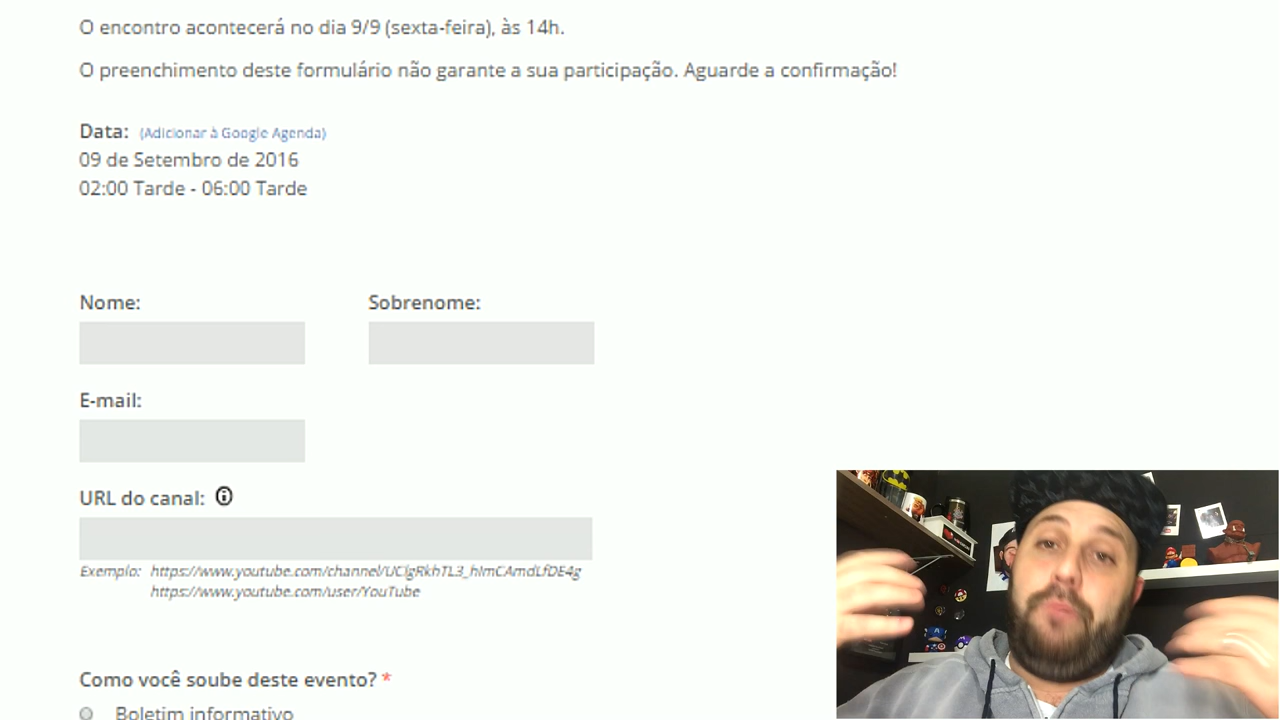 O encontro acontecerá no dia 9/9 (sexta-feira), às 14h.
O preenchimento deste formulário não garante a sua participação. Aguarde a confirmação!
Data: (Adicionar à Google Agenda)
09 de Setembro de 2016
02:00 Tarde - 06:00 Tarde
Nome: Sobrenome:
E-mail:
URL do canal:
Exemplo: https://www.youtube.com/channel/UClgRkhTL3_hImCAmdLfDE4g
https://www.youtube.com/user/YouTube
Como você soube deste evento? *
Boletim informativo